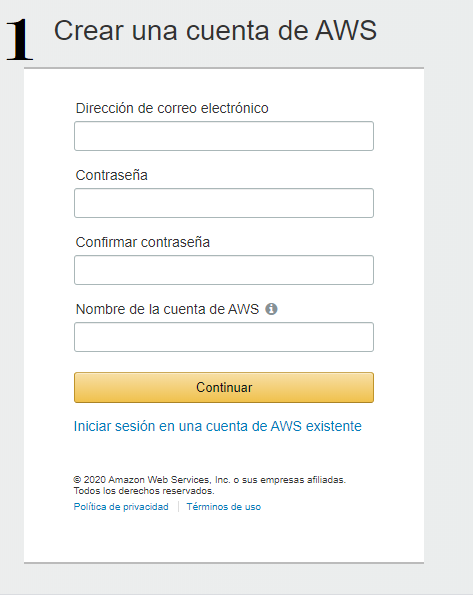 1 Crear una cuenta de AWS
Dirección de correo electrónico
Contraseña
Confirmar contraseña
Nombre de la cuenta de AWS
Continuar
Iniciar sesión en una cuenta de AWS existente
© 2020 Amazon Web Services, Inc. o sus empresas afiliadas.
Todos los derechos reservados.
Política de privacidad | Términos de uso